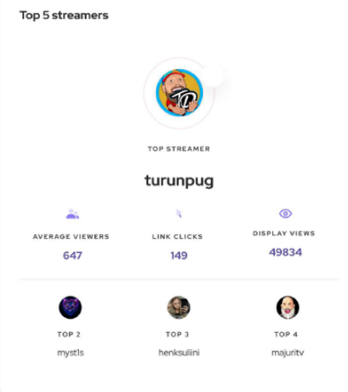 Top 5 streamers
TOP STREAMER
turunpug
AVERAGE VIEWERS
LINK CLICKS
DISPLAY VIEWS
647
149
49834
TOP 2
TOP 3
TOP 4
myst1s
henksuliini
majuritv